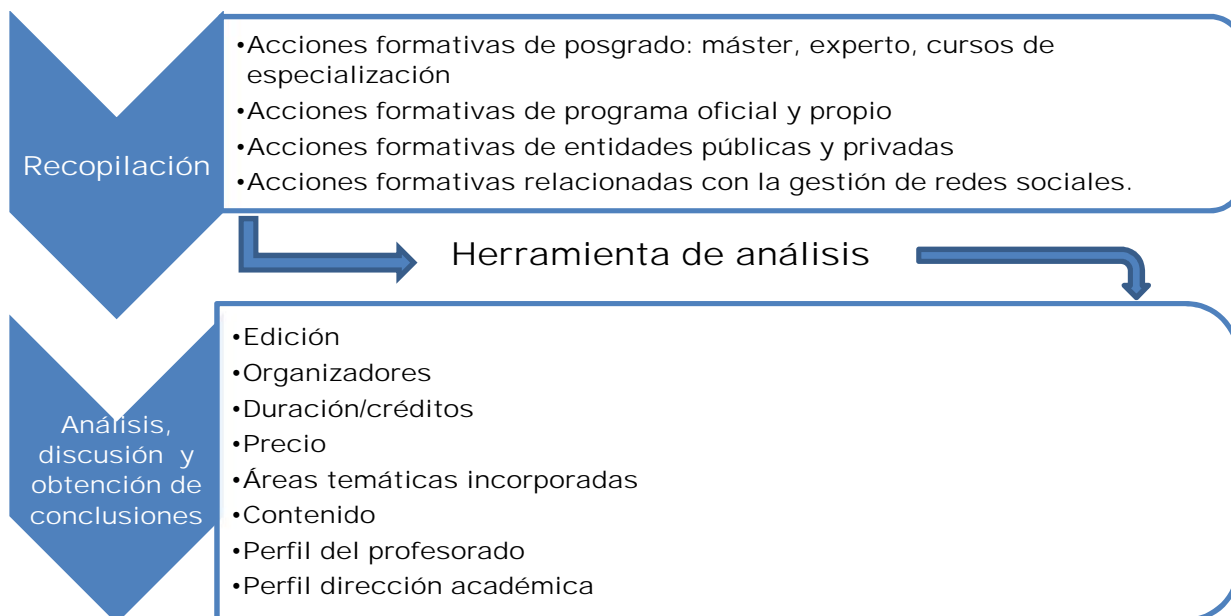 Recopilación
•Acciones formativas de posgrado: máster, experto, cursos de
especialización
•Acciones formativas de programa oficial y propio
•Acciones formativas de entidades públicas y privadas
•Acciones formativas relacionadas con la gestión de redes sociales.
Herramienta de análisis
Análisis,
discusión y
obtención de
conclusiones
•Edición
•Organizadores
•Duración/créditos
•Precio
•Áreas temáticas incorporadas
•Contenido
•Perfil del profesorado
•Perfil dirección académica